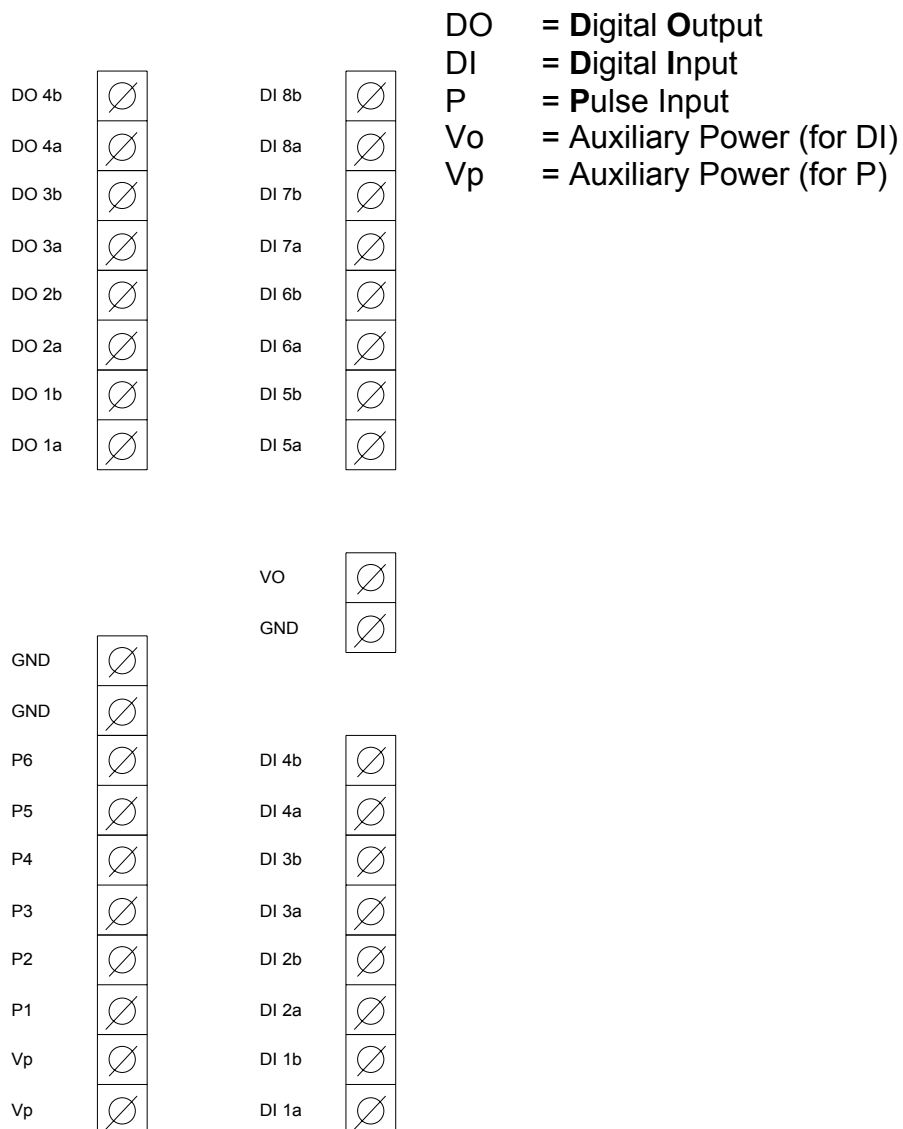 DO = Digital Output
DI = Digital Input
P = Pulse Input
Vo = Auxiliary Power (for DI)
Vp = Auxiliary Power (for P)
DO 4b
DO 4a
DO 3b
DO 3a
DO 2b
DO 2a
DO 1b
DO 1a
GND
GND
P6
P5
P4
P3
P2
P1
Vp
Vp
DI 8b
DI 8a
DI 7b
DI 7a
DI 6b
DI 6a
DI 5b
DI 5a
VO
GND
DI 4b
DI 4a
DI 3b
DI 3a
DI 2b
DI 2a
DI 1b
DI 1a